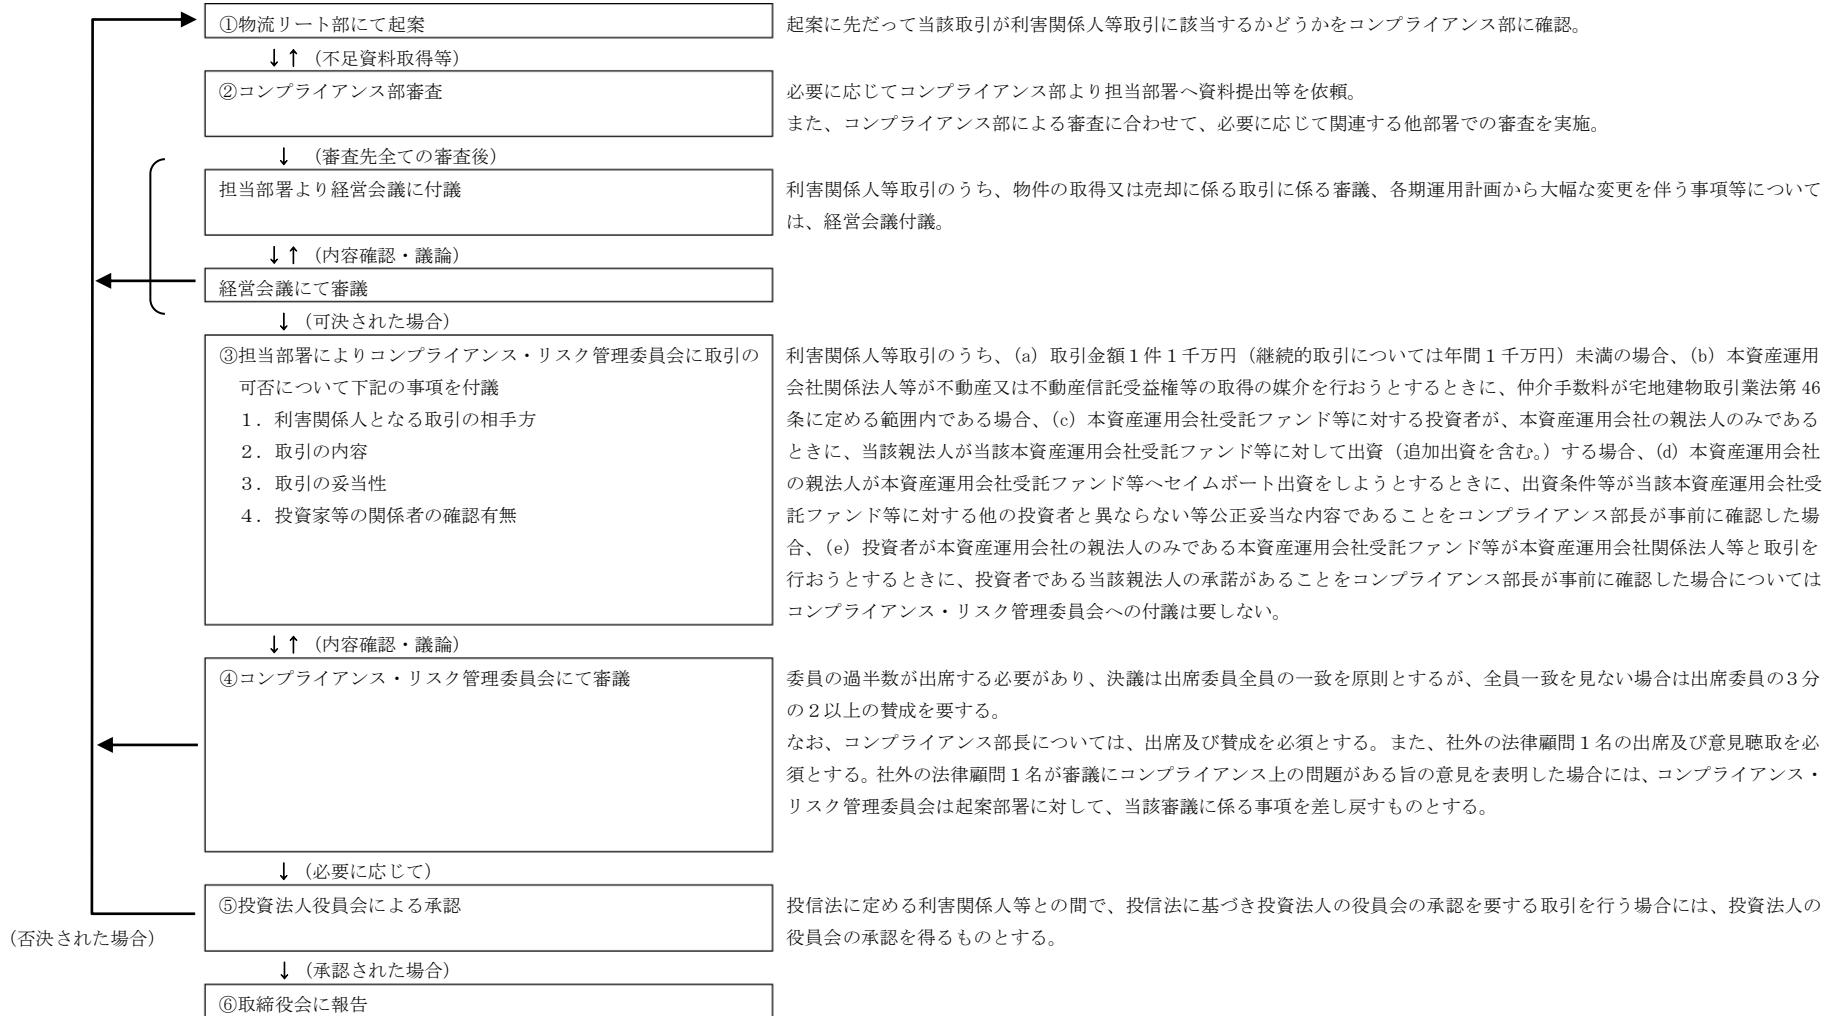 ①物流リート部にて起案
起案に先だって当該取引が利害関係人等取引に該当するかどうかをコンプライアンス部に確認。
↓↑（不足資料取得等）
②コンプライアンス部審査
必要に応じてコンプライアンス部より担当部署へ資料提出等を依頼。
また、コンプライアンス部による審査に合わせて、必要に応じて関連する他部署での審査を実施。
↓（審査先全ての審査後）
担当部署より経営会議に付議
利害関係人等取引のうち、物件の取得又は売却に係る取引に係る審議、各期運用計画から大幅な変更を伴う事項等について
は、経営会議付議。
↓↑（内容確認・議論）
経営会議にて審議
↓（可決された場合）
③担当部署によりコンプライアンス・リスク管理委員会に取引の
可否について下記の事項を付議
１．利害関係人となる取引の相手方
２．取引の内容
３．取引の妥当性
４．投資家等の関係者の確認有無
利害関係人等取引のうち、(a) 取引金額１件１千万円（継続的取引については年間１千万円）未満の場合、(b) 本資産運用
会社関係法人等が不動産又は不動産信託受益権等の取得の媒介を行おうとするときに、仲介手数料が宅地建物取引業法第 46
条に定める範囲内である場合、(c) 本資産運用会社受託ファンド等に対する投資者が、本資産運用会社の親法人のみである
ときに、当該親法人が当該本資産運用会社受託ファンド等に対して出資（追加出資を含む。）する場合、(d) 本資産運用会社
の親法人が本資産運用会社受託ファンド等へセイムボート出資をしようとするときに、出資条件等が当該本資産運用会社受
託ファンド等に対する他の投資者と異ならない等公正妥当な内容であることをコンプライアンス部長が事前に確認した場
合、(e) 投資者が本資産運用会社の親法人のみである本資産運用会社受託ファンド等が本資産運用会社関係法人等と取引を
行おうとするときに、投資者である当該親法人の承諾があることをコンプライアンス部長が事前に確認した場合については
コンプライアンス・リスク管理委員会への付議は要しない。
↓↑（内容確認・議論）
④コンプライアンス・リスク管理委員会にて審議
委員の過半数が出席する必要があり、決議は出席委員全員の一致を原則とするが、全員一致を見ない場合は出席委員の３分
の２以上の賛成を要する。
なお、コンプライアンス部長については、出席及び賛成を必須とする。また、社外の法律顧問１名の出席及び意見聴取を必
須とする。社外の法律顧問１名が審議にコンプライアンス上の問題がある旨の意見を表明した場合には、コンプライアンス・
リスク管理委員会は起案部署に対して、当該審議に係る事項を差し戻すものとする。
↓（必要に応じて）
⑤投資法人役員会による承認
投信法に定める利害関係人等との間で、投信法に基づき投資法人の役員会の承認を要する取引を行う場合には、投資法人の
役員会の承認を得るものとする。
（否決された場合）
↓（承認された場合）
⑥取締役会に報告